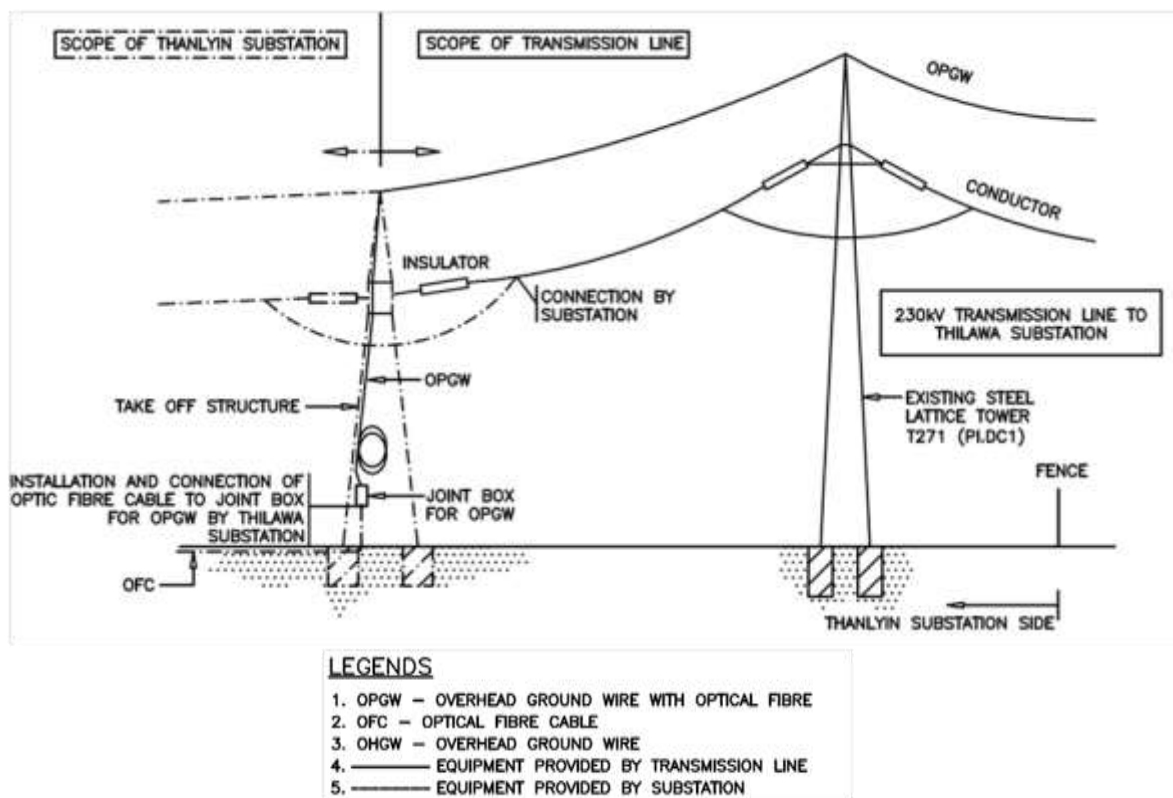 SCOPE OF THANLYIN SUBSTATION
SCOPE OF TRANSMISSION LINE
OPGW
CONDUCTOR
INSULATOR
CONNECTION BY
SUBSTATION
230kV TRANSMISSION LINE TO
THILAWA SUBSTATION
OPGW
TAKE OFF STRUCTURE
EXISTING STEEL
LATTICE TOWER
T271 (PI.DC1)
FENCE
INSTALLATION AND CONNECTION OF
OPTIC FIBRE CABLE TO JOINT BOX
FOR OPGW BY THILAWA
SUBSTATION
JOINT BOX
FOR OPGW
OFC
THANLYIN SUBSTATION SIDE
LEGENDS
1. OPGW – OVERHEAD GROUND WIRE WITH OPTICAL FIBRE
2. OFC – OPTICAL FIBRE CABLE
3. OHGW – OVERHEAD GROUND WIRE
4. EQUIPMENT PROVIDED BY TRANSMISSION LINE
5. EQUIPMENT PROVIDED BY SUBSTATION